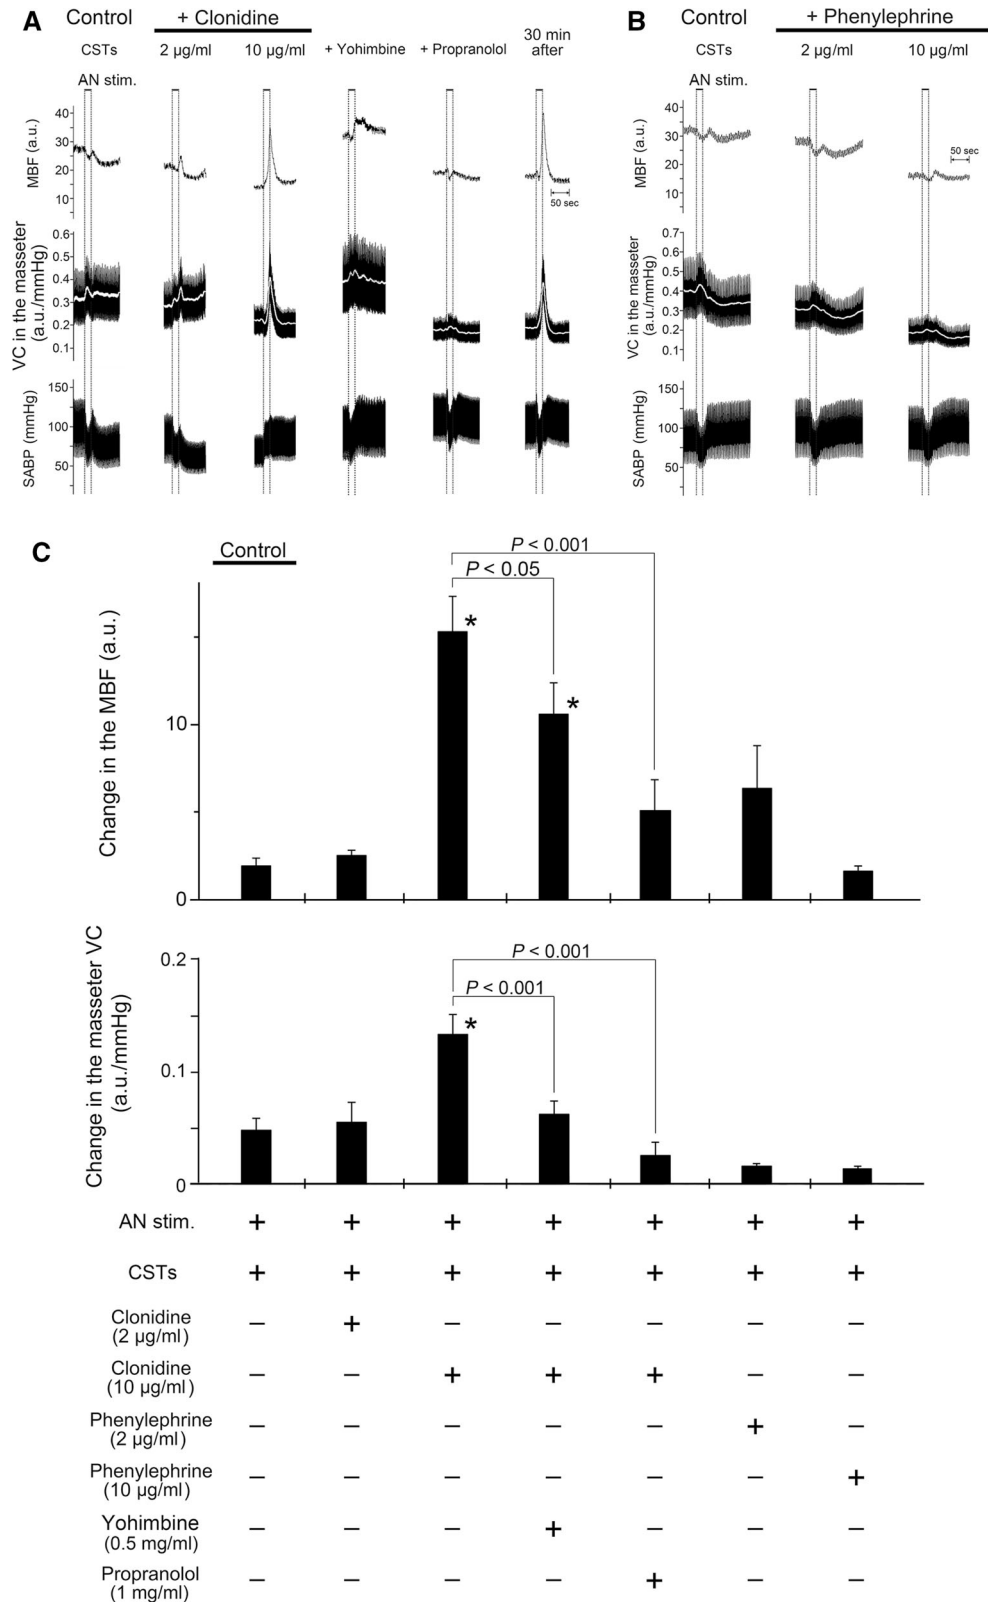 A
Control
+ Clonidine
CSTs
2 µg/ml
10 µg/ml
+ Yohimbine
+ Propranolol
30 min
after
AN stim.
MBF (a.u.)
40
30
20
10
50 sec
VC in the masseter
(a.u./mmHg)
0.6
0.5
0.4
0.3
0.2
0.1
SABP (mmHg)
150
100
50
B
Control
+ Phenylephrine
CSTs
2 µg/ml
10 µg/ml
AN stim.
MBF (a.u.)
40
30
20
10
50 sec
VC in the masseter
(a.u./mmHg)
0.7
0.6
0.5
0.4
0.3
0.2
0.1
SABP (mmHg)
150
100
50
C
Control
P < 0.001
P < 0.05
*
*
Change in the MBF (a.u.)
10
0
P < 0.001
P < 0.001
*
Change in the masseter VC
(a.u./mmHg)
0.2
0.1
0
AN stim. + + + + + + +
CSTs + + + + + + +
Clonidine
(2 µg/ml) − + − − − − −
Clonidine
(10 µg/ml) − − + + + − −
Phenylephrine
(2 µg/ml) − − − − − + −
Phenylephrine
(10 µg/ml) − − − − − − +
Yohimbine
(0.5 mg/ml) − − − + − − −
Propranolol
(1 mg/ml) − − − − + − −